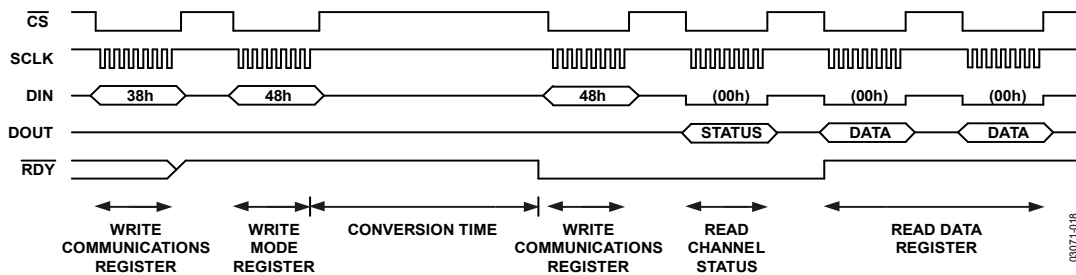 CS
SCLK
DIN 38h 48h 48h (00h) (00h) (00h)
DOUT STATUS DATA DATA
RDY
WRITE
COMMUNICATIONS
REGISTER
WRITE
MODE
REGISTER
CONVERSION TIME
WRITE
COMMUNICATIONS
REGISTER
READ
CHANNEL
STATUS
READ DATA
REGISTER
03071-018